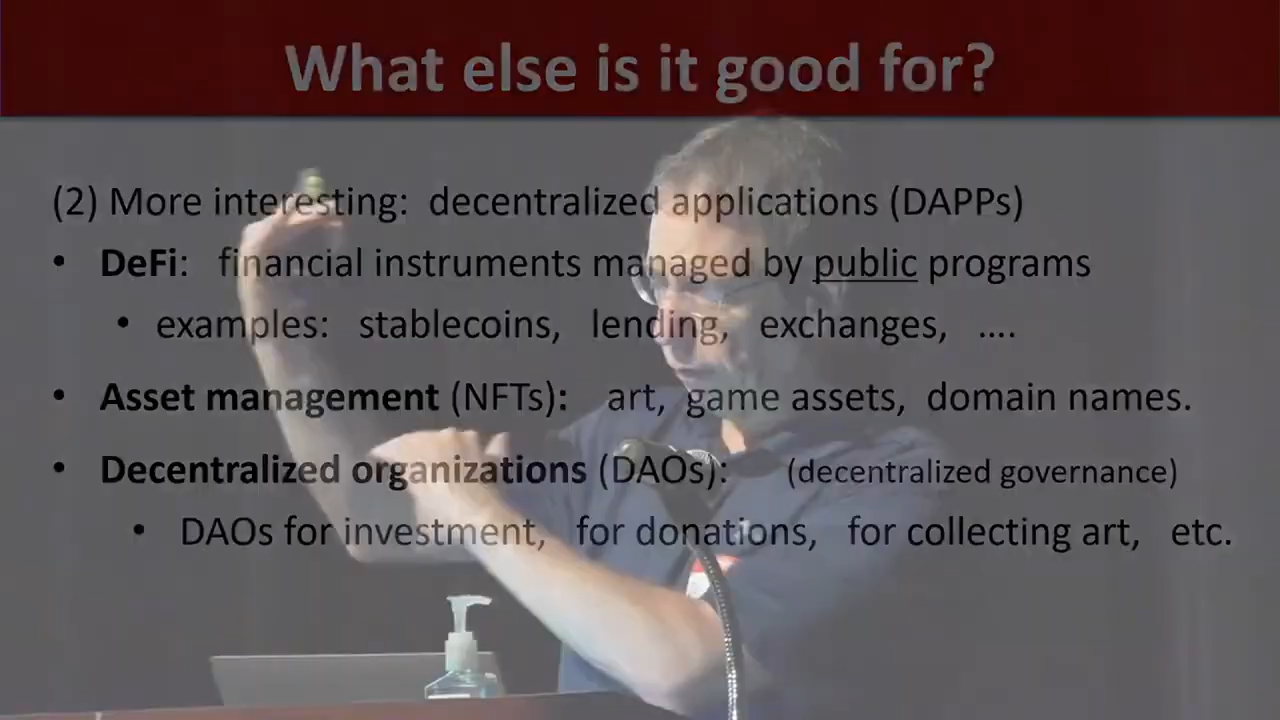 What else is it good for?
(2) More interesting: decentralized applications (DAPPs)
• DeFi: financial instruments managed by public programs
• examples: stablecoins, lending, exchanges, ….
• Asset management (NFTs): art, game assets, domain names.
• Decentralized organizations (DAOs): (decentralized governance)
• DAOs for investment, for donations, for collecting art, etc.